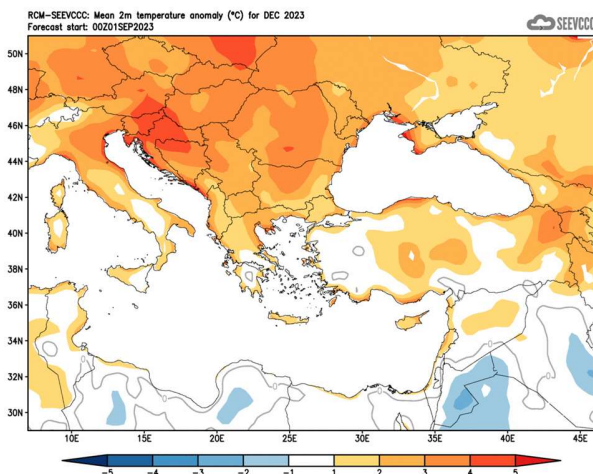 RCM-SEEVCCC: Mean 2m temperature anomaly (°C) for DEC 2023
Forecast start: 00Z01SEP2023
SEEVCCC
50N
48N
46N
44N
42N
40N
38N
36N
34N
32N
30N
10E 15E 20E 25E 30E 35E 40E 45E
-5 -4 -3 -2 -1 1 2 3 4 5